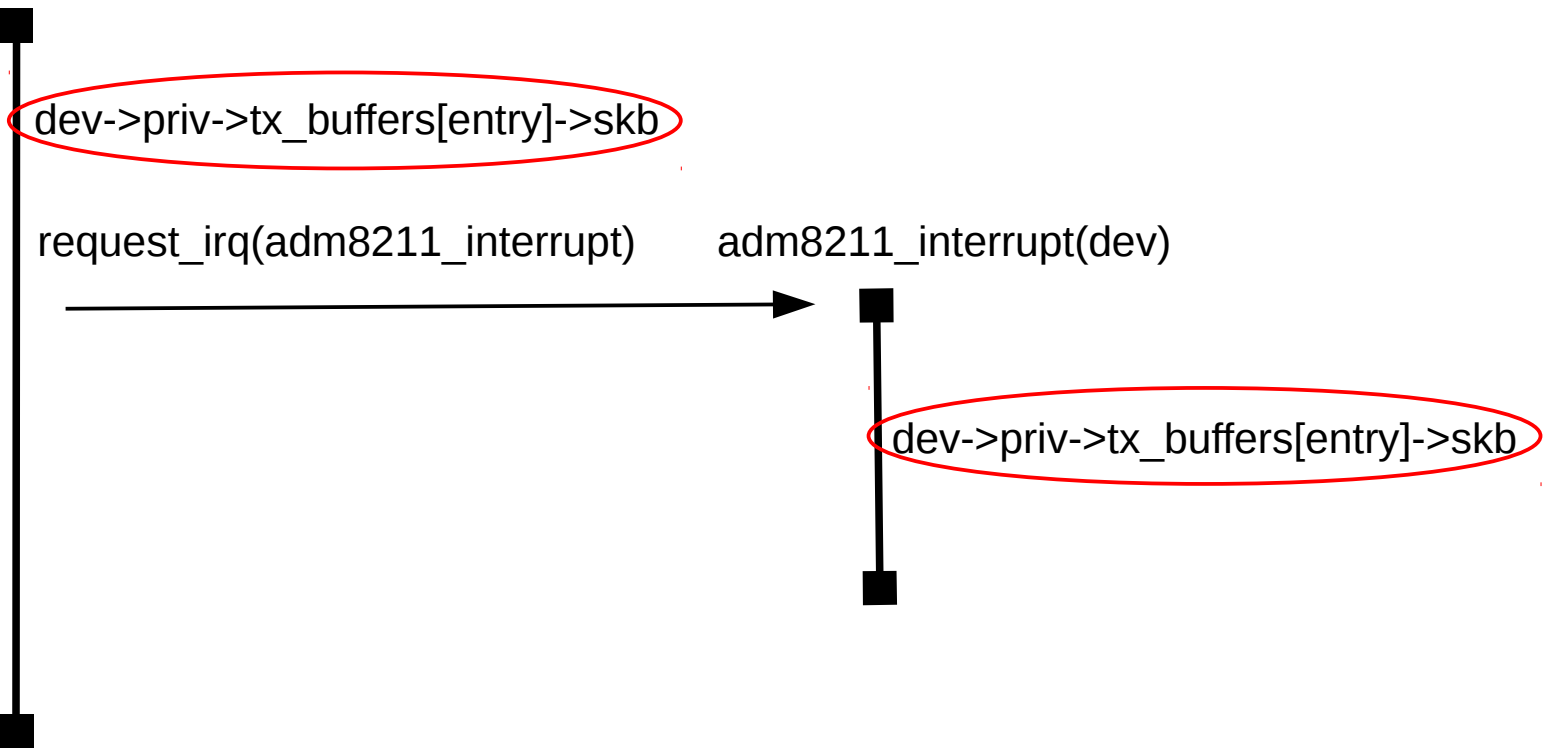 dev->priv->tx_buffers[entry]->skb
request_irq(adm8211_interrupt)
adm8211_interrupt(dev)
dev->priv->tx_buffers[entry]->skb